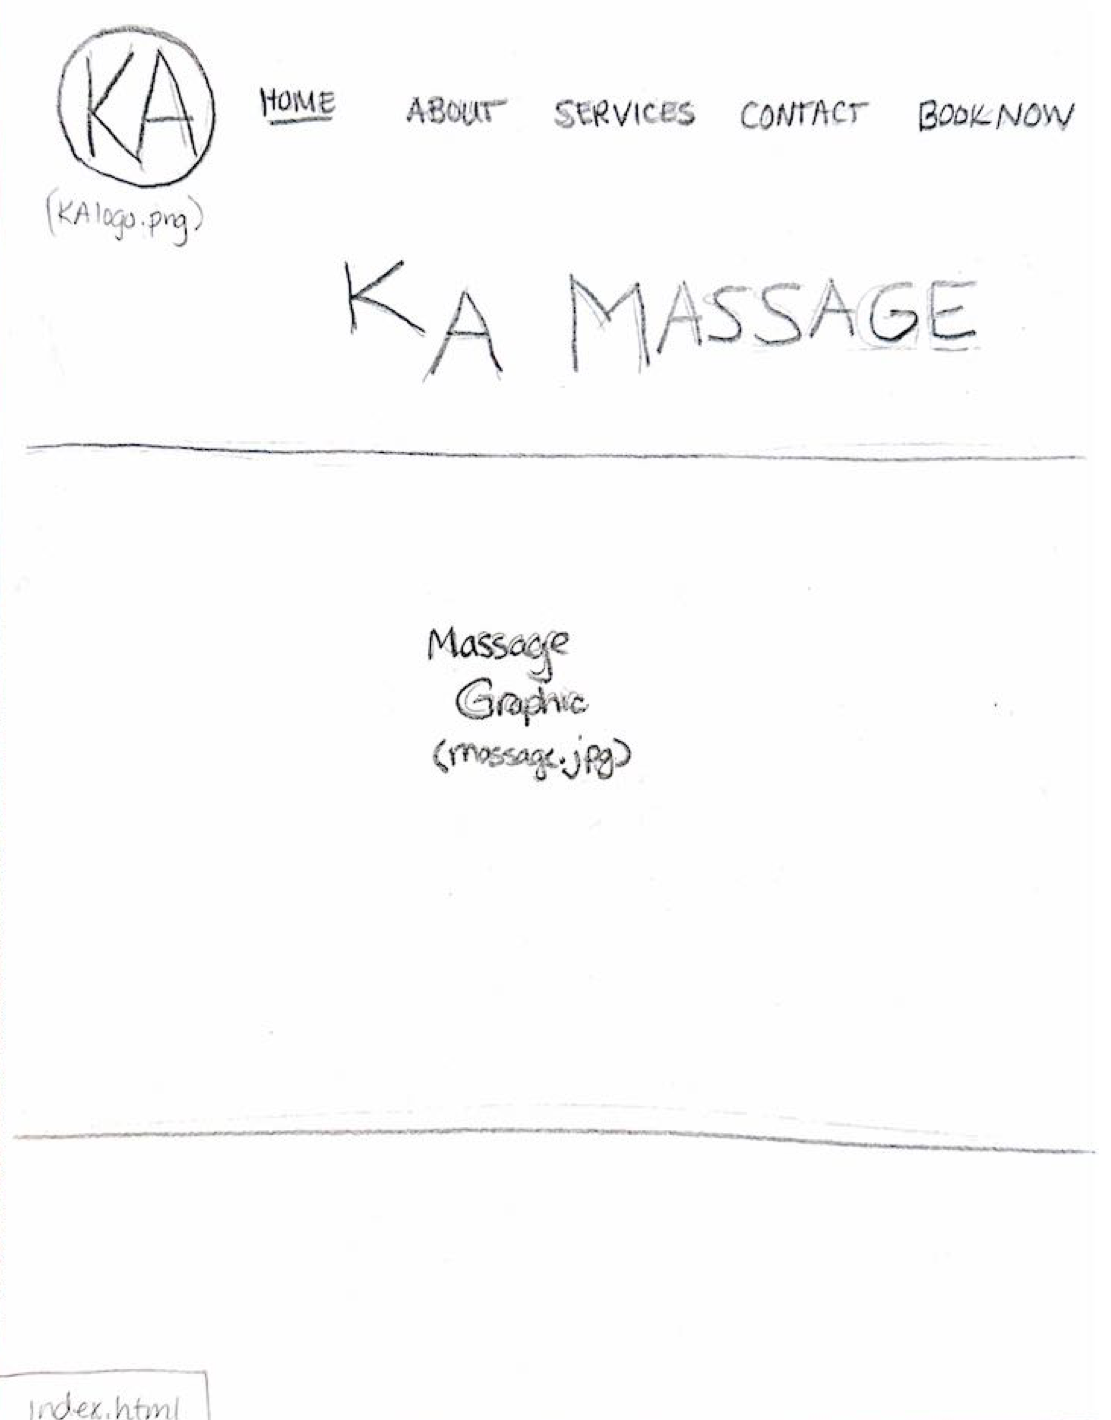 KA
HOME ABOUT SERVICES CONTACT BOOK NOW
(KAlogo.png)
KA MASSAGE
Massage
Graphic
(massage.jpg)
index.html